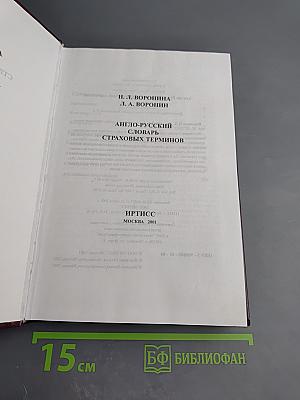 Н. Л. ВОРОНИНА
Л. А. ВОРОНИН
АНГЛО-РУССКИЙ
СЛОВАРЬ
СТРАХОВЫХ ТЕРМИНОВ
ИРТИСС
МОСКВА 2001
15 см
БФ БИБЛИОФАН